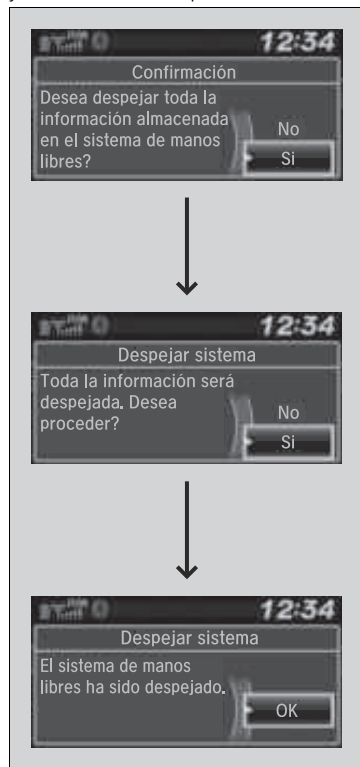 12:34
Confirmación
Desea despejar toda la
información almacenada
en el sistema de manos
libres?
No
Si
12:34
Despejar sistema
Toda la información será
despejada. Desea
proceder?
No
Si
12:34
Despejar sistema
El sistema de manos
libres ha sido despejado.
OK